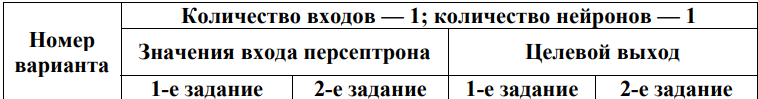 Количество входов — 1; количество нейронов — 1
Номер
варианта
Значения входа персептрона Целевой выход
1-е задание 2-е задание 1-е задание 2-е задание